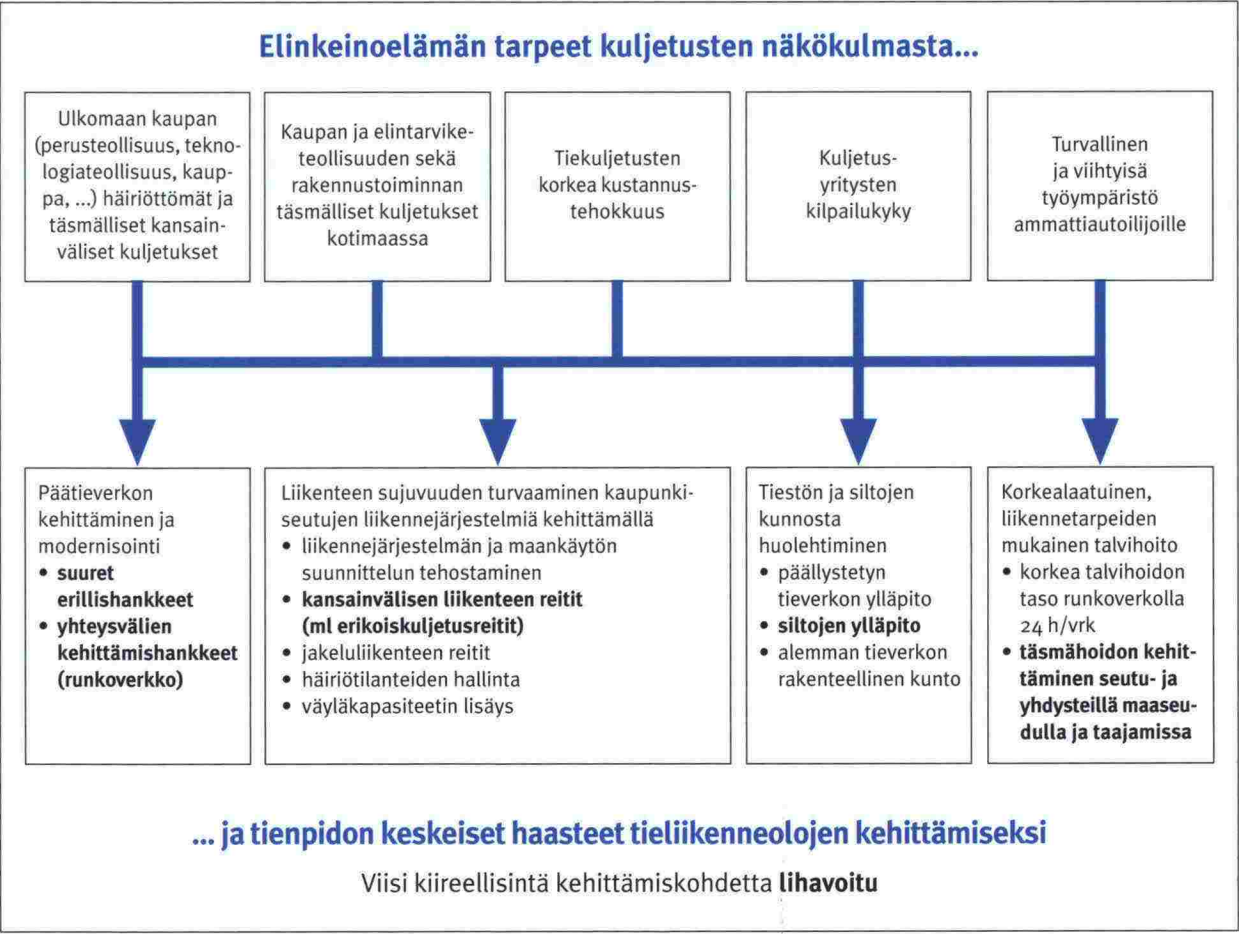 Elinkeinoelämän tarpeet kuljetusten näkökulmasta...
Ulkomaan kaupan
(perusteollisuus, tekno-
logiateollisuus, kaup-
pa, ...) häiriöttömät ja
täsmälliset kansain-
väliset kuljetukset
Kaupan ja elintarvike-
teollisuuden sekä
rakennustoiminnan
täsmälliset kuljetukset
kotimaassa
Tiekuljetusten
korkea kustannus-
tehokkuus
Kuljetus-
yritysten
kilpailukyky
Turvallinen
ja viihtyisä
työympäristö
ammattiautoilijoille
Päätieverkon
kehittäminen ja
modernisointi
• suuret
erillishankkeet
• yhteysvälien
kehittämishankkeet
(runkoverkko)
Liikenteen sujuvuuden turvaaminen kaupunki-
seutujen liikennejärjestelmiä kehittämällä
• liikennejärjestelmän ja maankäytön
suunnittelun tehostaminen
• kansainvälisen liikenteen reitit
(ml erikoiskuljetusreitit)
• jakeluliikenteen reitit
• häiriötilanteiden hallinta
• väyläkapasiteetin lisäys
Tiestön ja siltojen
kunnosta
huolehtiminen
• päällystetyn
tieverkon ylläpito
• siltojen ylläpito
• alemman tieverkon
rakenteellinen kunto
Korkealaatuinen,
liikennetarpeiden
mukainen talvihoito
• korkea talvihoidon
taso runkoverkolla
24 h/vrk
• täsmähoidon kehit-
täminen seutu- ja
yhdysteillä maaseu-
dulla ja taajamissa
... ja tienpidon keskeiset haasteet tieliikenneolojen kehittämiseksi
Viisi kiireellisintä kehittämiskohdetta lihavoitu